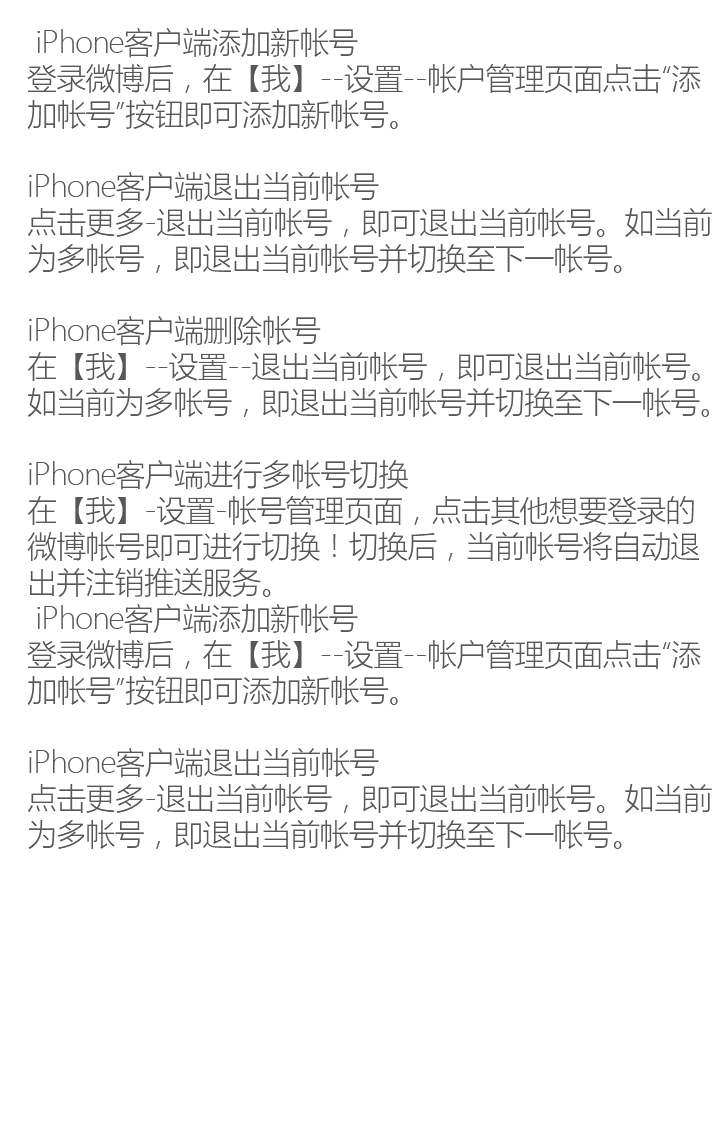 iPhone客户端添加新帐号
登录微博后，在【我】--设置--帐户管理页面点击“添
加帐号”按钮即可添加新帐号。
iPhone客户端退出当前帐号
点击更多-退出当前帐号，即可退出当前帐号。如当前
为多帐号，即退出当前帐号并切换至下一帐号。
iPhone客户端删除帐号
在【我】--设置--退出当前帐号，即可退出当前帐号。
如当前为多帐号，即退出当前帐号并切换至下一帐号。
iPhone客户端进行多帐号切换
在【我】-设置-帐号管理页面，点击其他想要登录的
微博帐号即可进行切换！切换后，当前帐号将自动退
出并注销推送服务。
iPhone客户端添加新帐号
登录微博后，在【我】--设置--帐户管理页面点击“添
加帐号”按钮即可添加新帐号。
iPhone客户端退出当前帐号
点击更多-退出当前帐号，即可退出当前帐号。如当前
为多帐号，即退出当前帐号并切换至下一帐号。